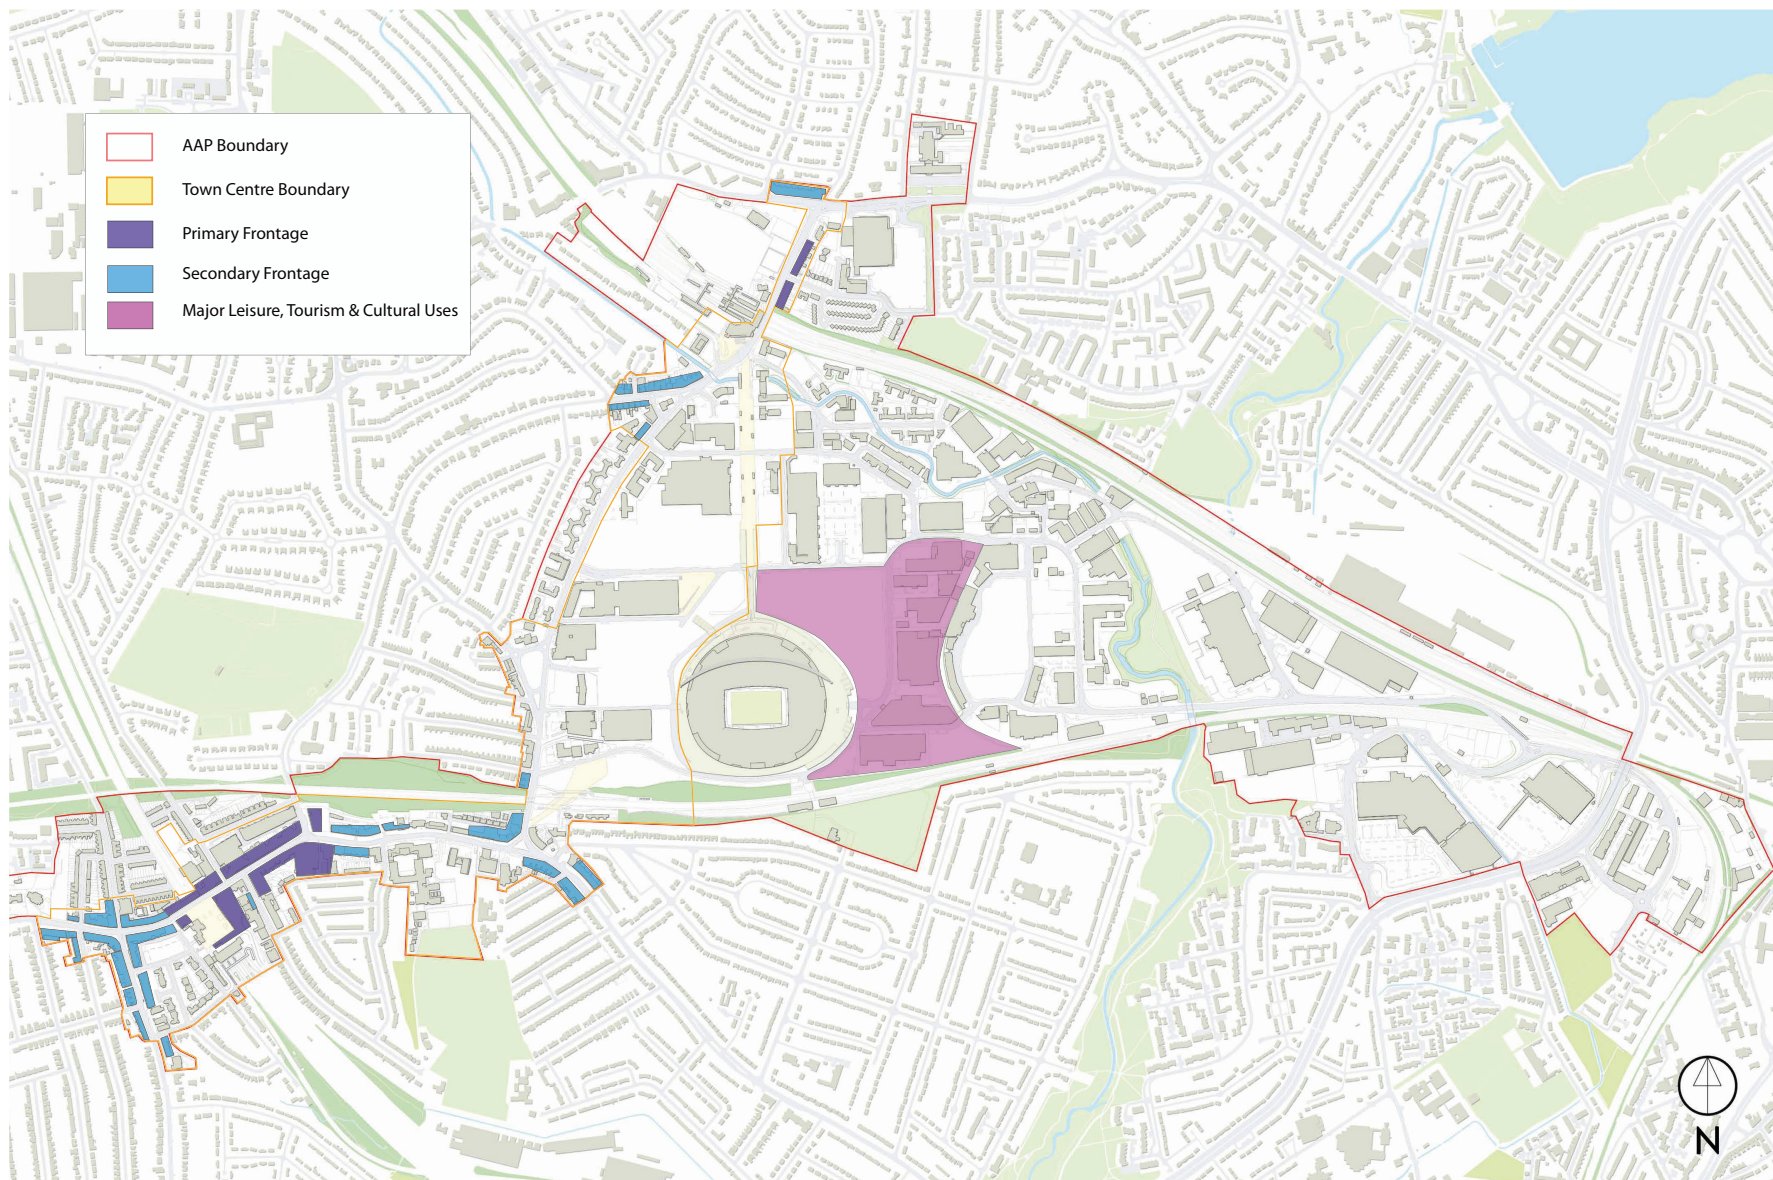 AAP Boundary
Town Centre Boundary
Primary Frontage
Secondary Frontage
Major Leisure, Tourism & Cultural Uses
N